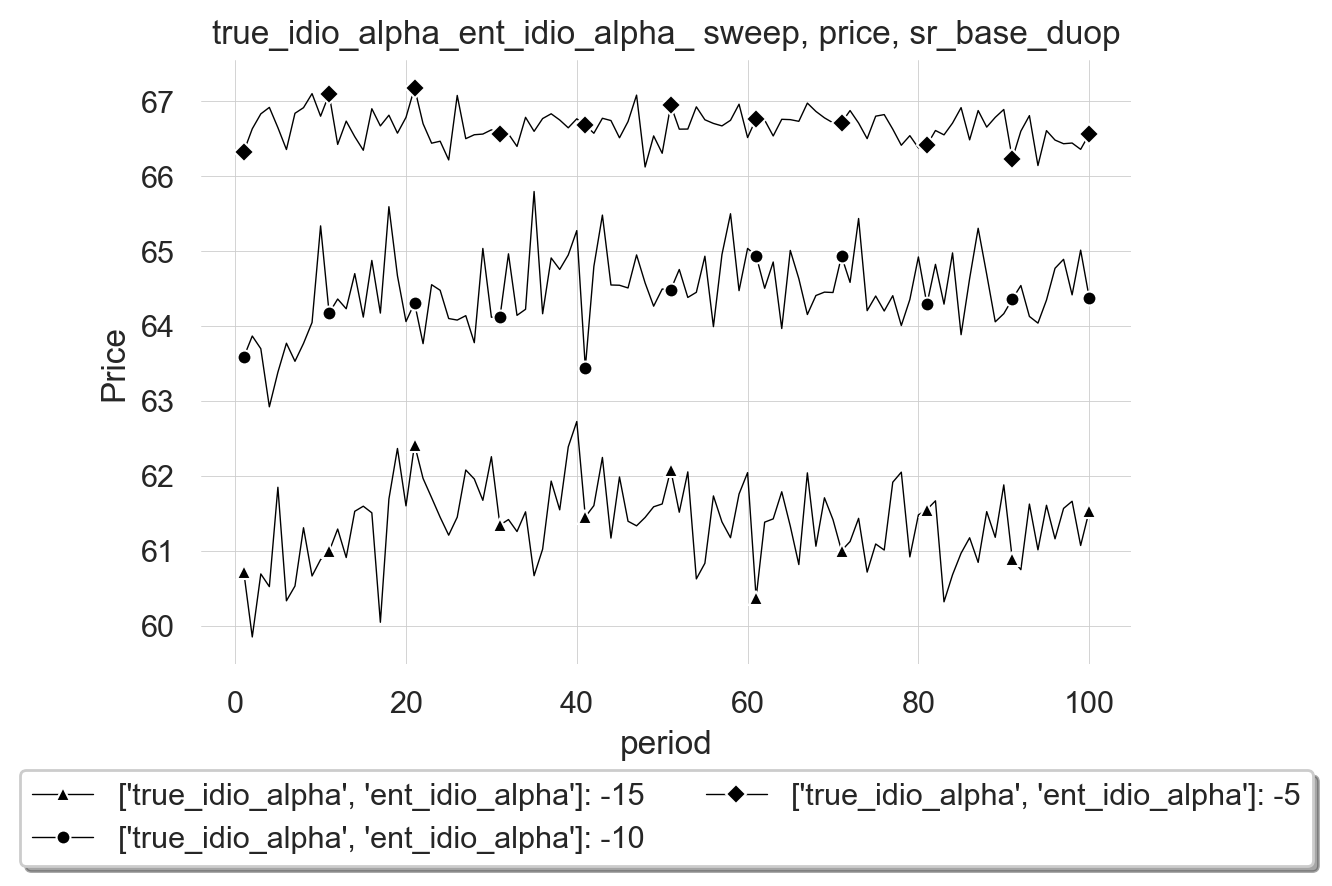 true_idio_alpha_ent_idio_alpha_ sweep, price, sr_base_duop
67
66
65
64
63
62
61
60
Price
0 20 40 60 80 100
period
['true_idio_alpha', 'ent_idio_alpha']: -15
['true_idio_alpha', 'ent_idio_alpha']: -10
['true_idio_alpha', 'ent_idio_alpha']: -5